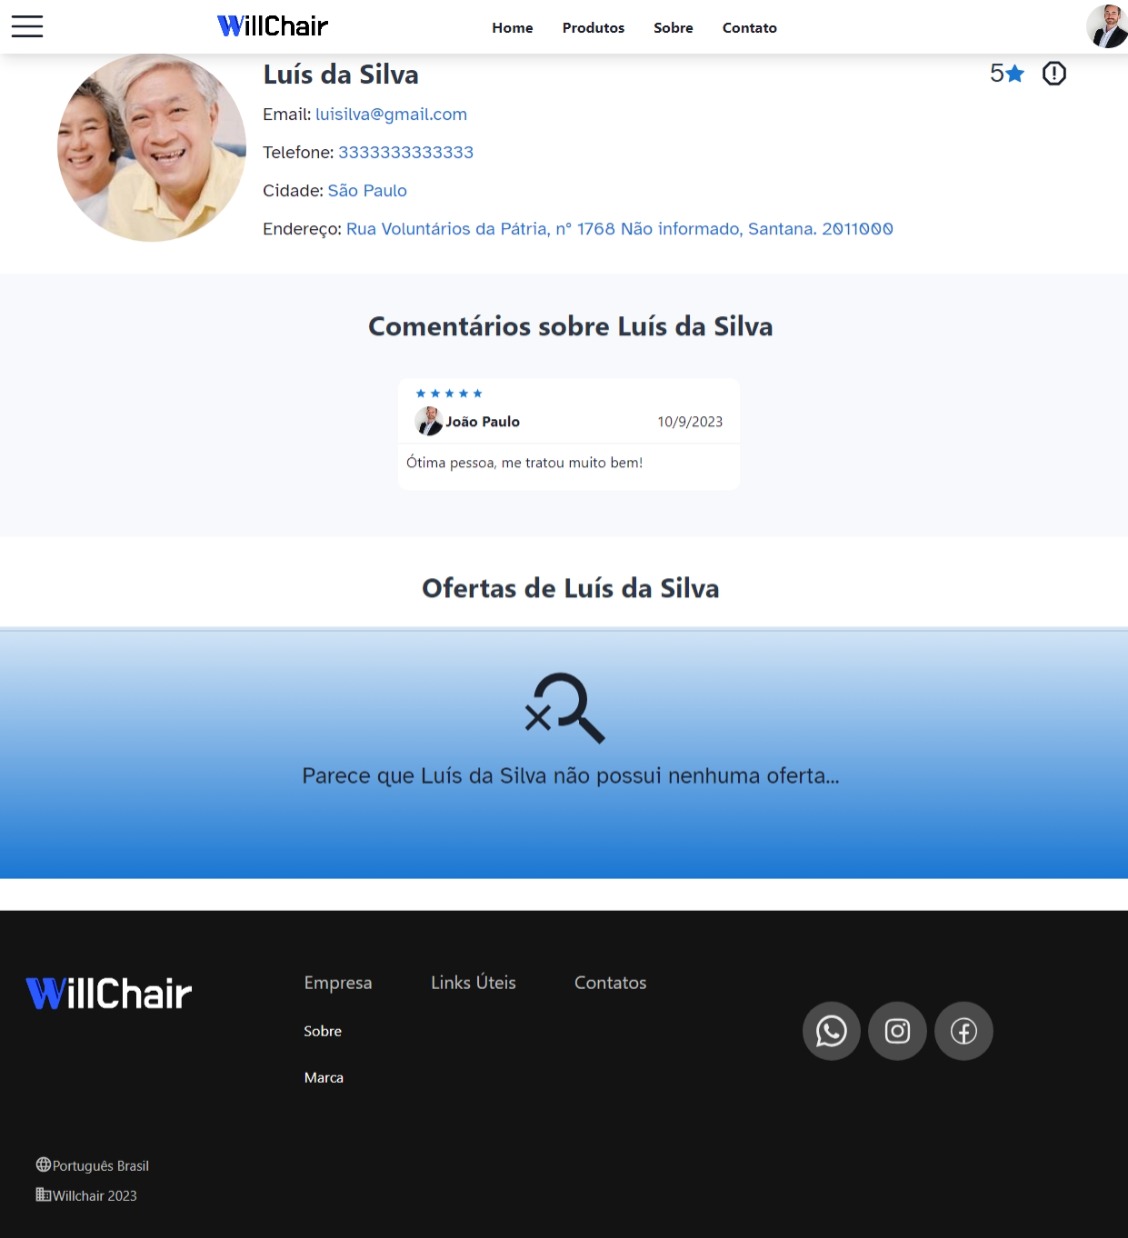 WillChair
Home Produtos Sobre Contato
Luís da Silva
5
Email: luisilva@gmail.com
Telefone: 3333333333333
Cidade: São Paulo
Endereço: Rua Voluntários da Pátria, n° 1768 Não informado, Santana. 2011000
Comentários sobre Luís da Silva
João Paulo 10/9/2023
Ótima pessoa, me tratou muito bem!
Ofertas de Luís da Silva
Parece que Luís da Silva não possui nenhuma oferta...
WillChair
Empresa Links Úteis Contatos
Sobre
Marca
Português Brasil
Willchair 2023